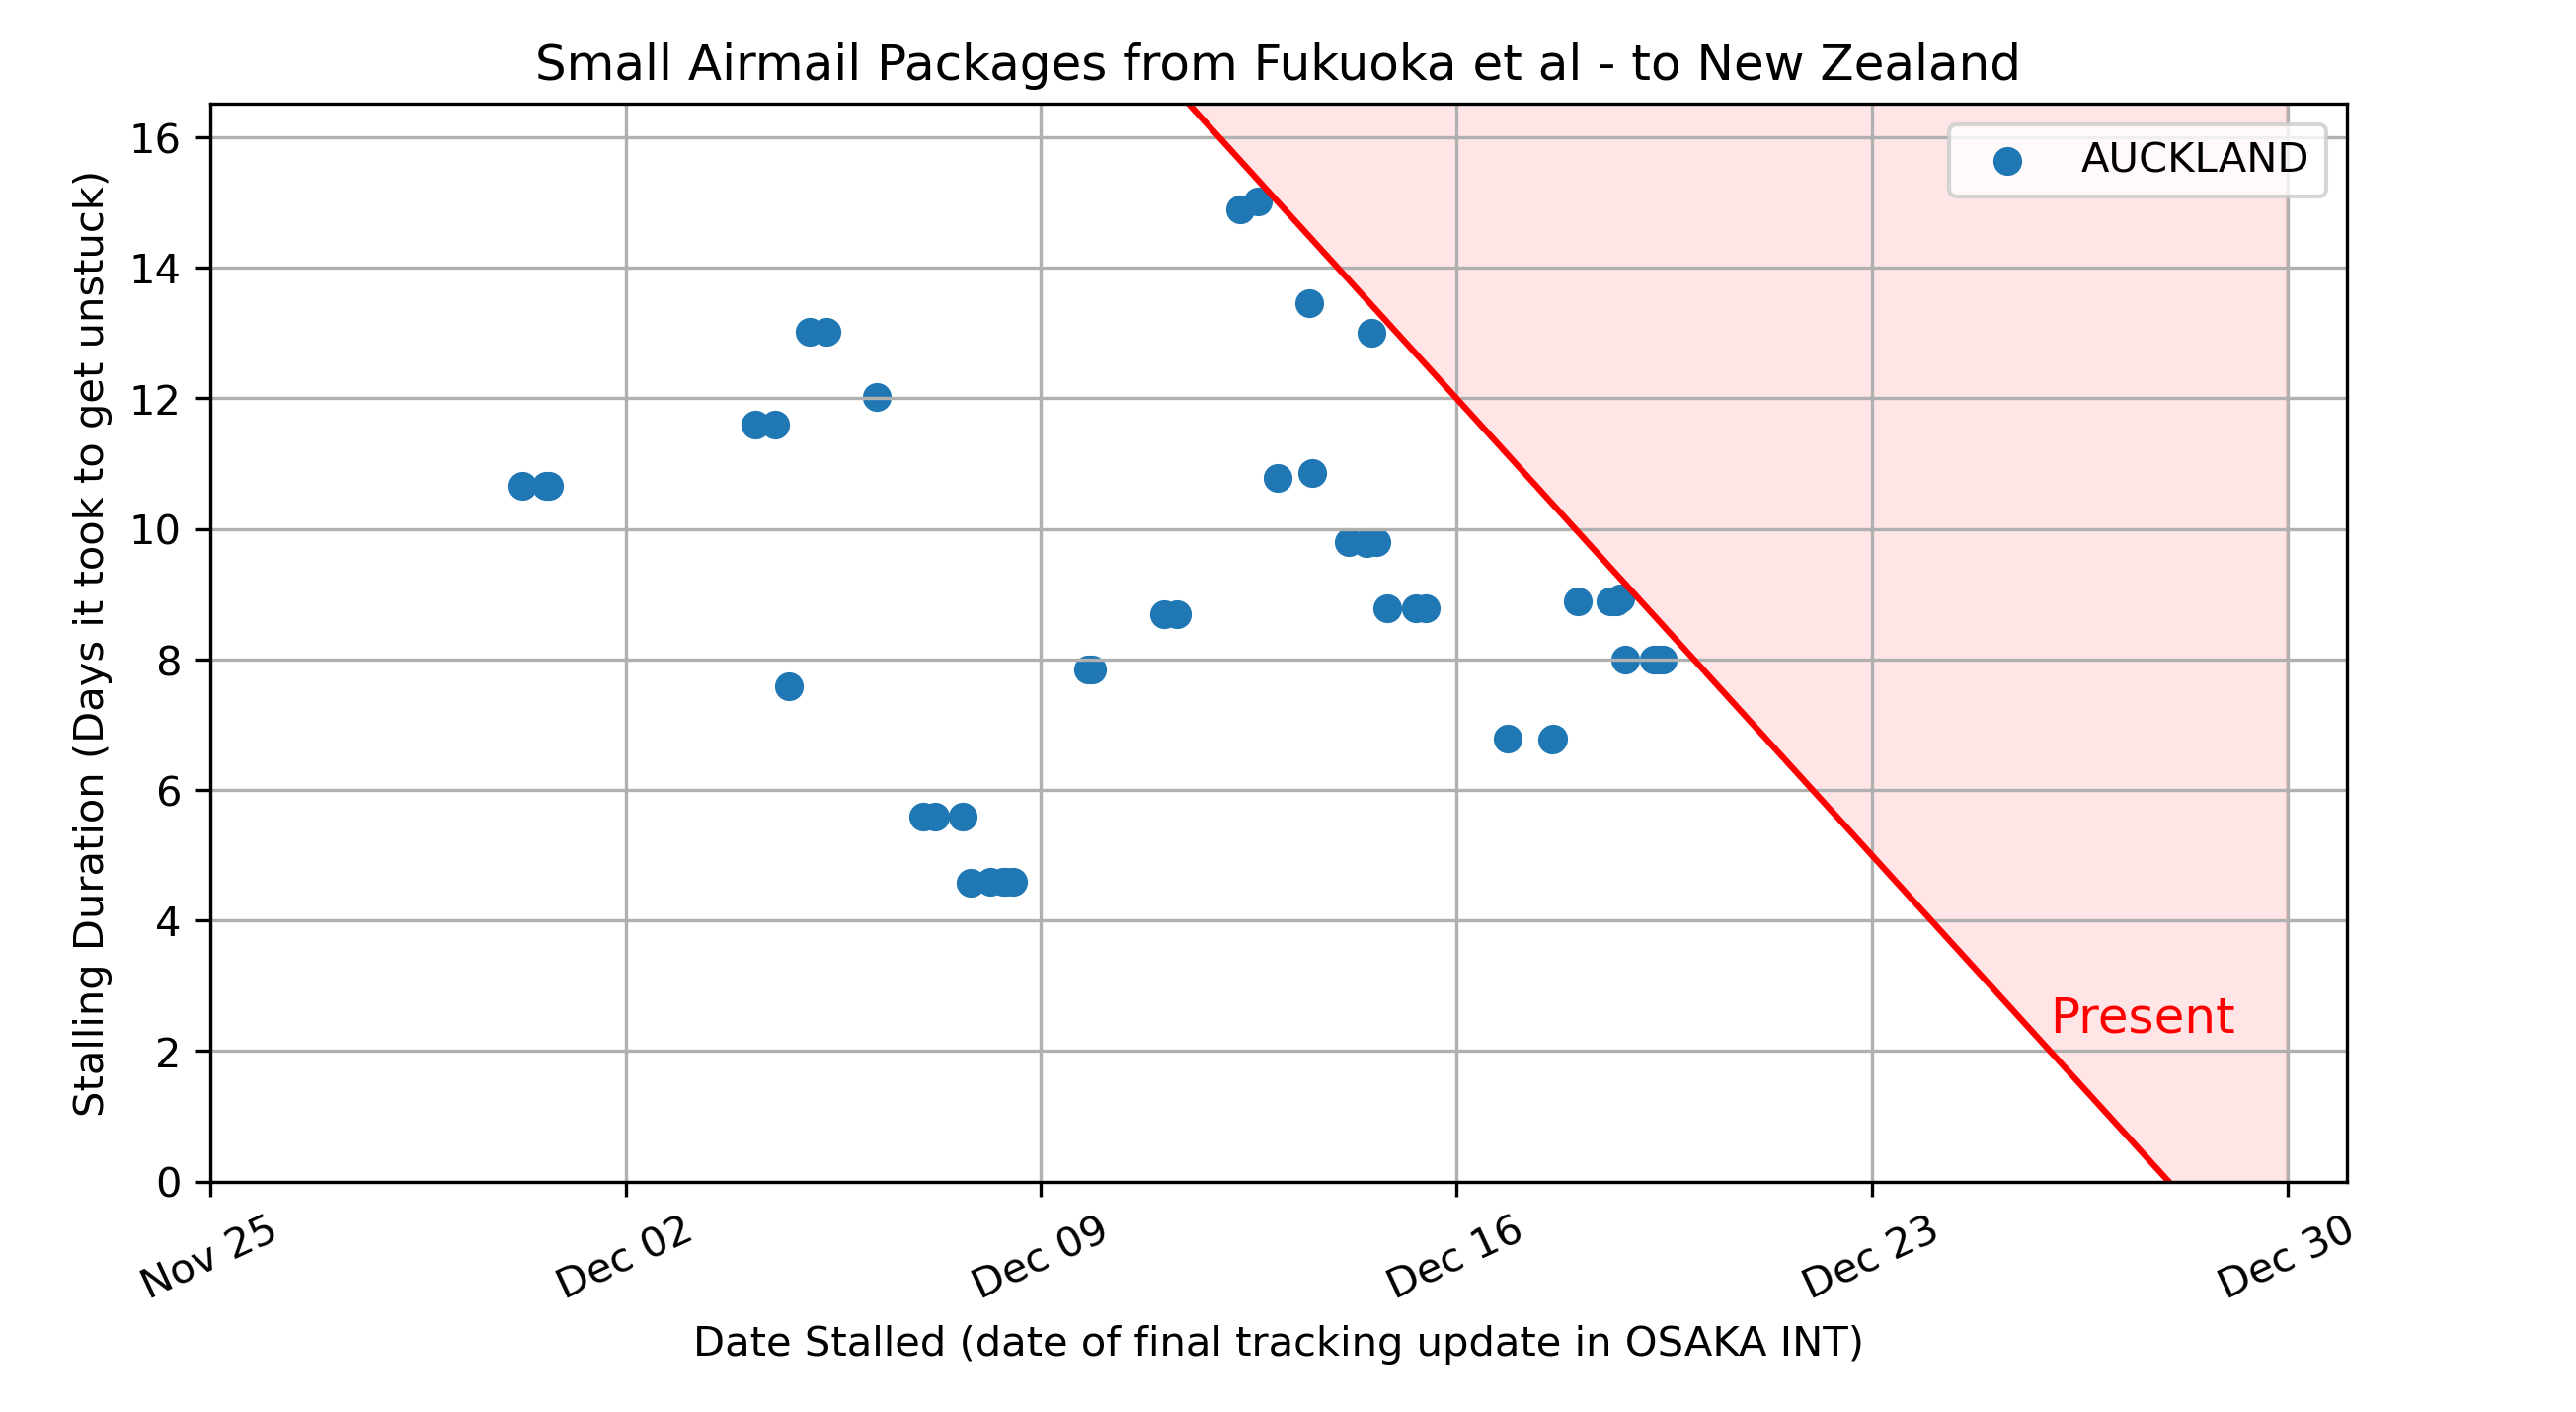 Small Airmail Packages from Fukuoka et al - to New Zealand
AUCKLAND
Stalling Duration (Days it took to get unstuck)
16
14
12
10
8
6
4
2
0
Present
Nov 25
Dec 02
Dec 09
Dec 16
Dec 23
Dec 30
Date Stalled (date of final tracking update in OSAKA INT)